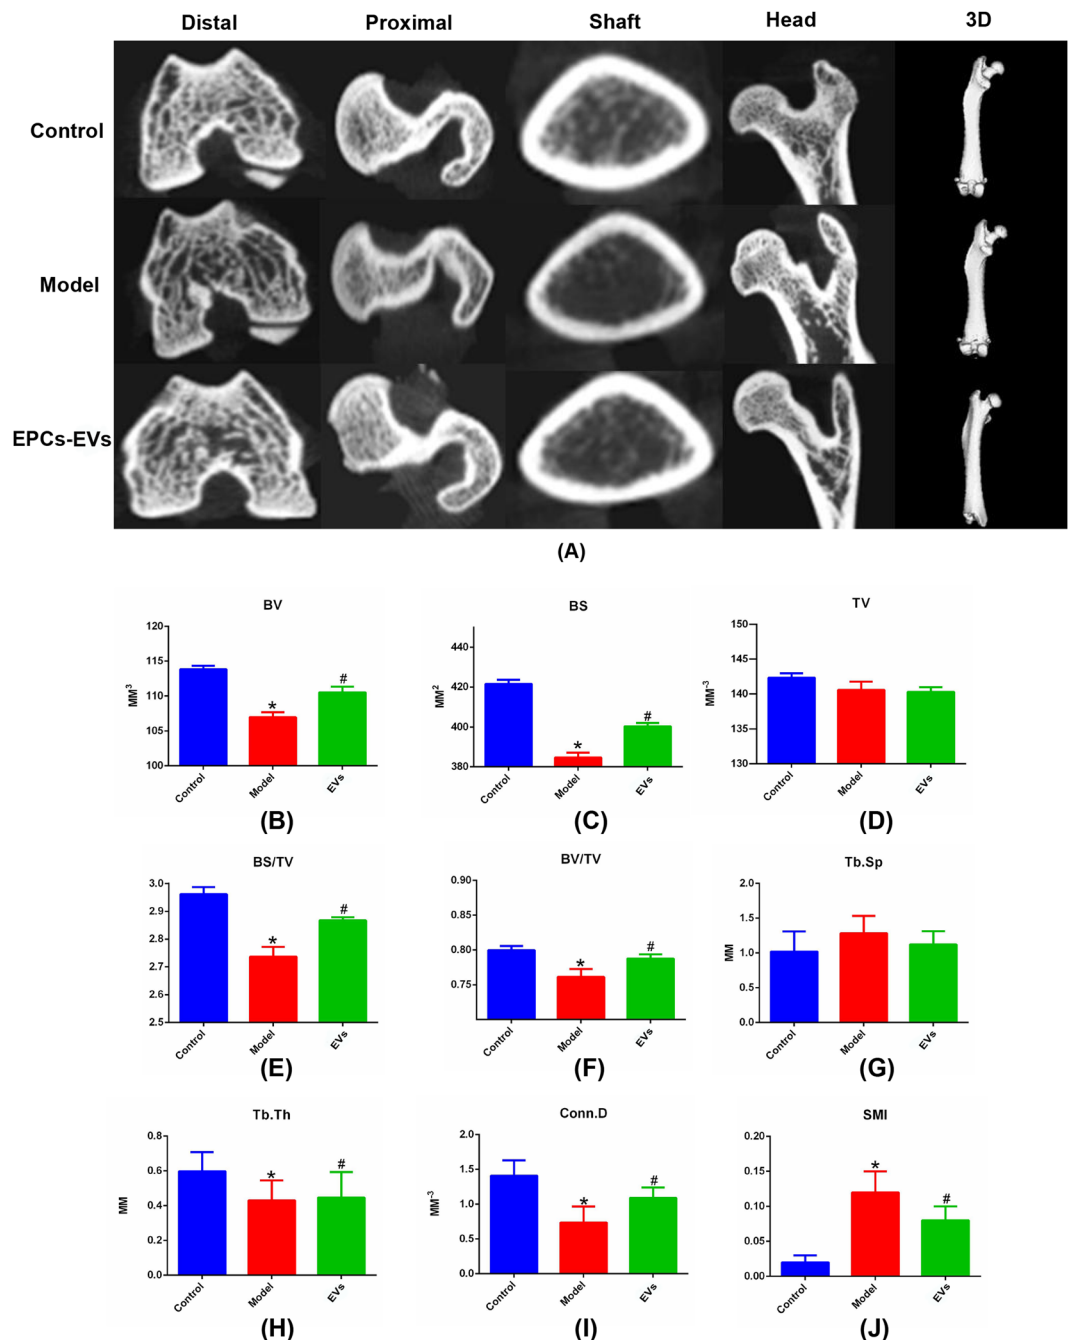 Distal Proximal Shaft Head 3D
Control
Model
EPCs-EVs
(A)
BV
120
115
110
105
100
MM³
*
#
Control Model EVs
(B)
BS
440
420
400
380
MM²
*
#
Control Model EVs
(C)
TV
150
145
140
135
130
MM⁻³
Control Model EVs
(D)
BS/TV
3.0
2.9
2.8
2.7
2.6
2.5
*
#
Control Model EVs
(E)
BV/TV
0.90
0.85
0.80
0.75
*
#
Control Model EVs
(F)
Tb.Sp
2.0
1.5
1.0
0.5
0.0
MM
Control Model EVs
(G)
Tb.Th
0.8
0.6
0.4
0.2
0.0
MM
*
#
Control Model EVs
(H)
Conn.D
2.0
1.5
1.0
0.5
0.0
MM⁻³
*
#
Control Model EVs
(I)
SMI
0.20
0.15
0.10
0.05
0.00
*
#
Control Model EVs
(J)